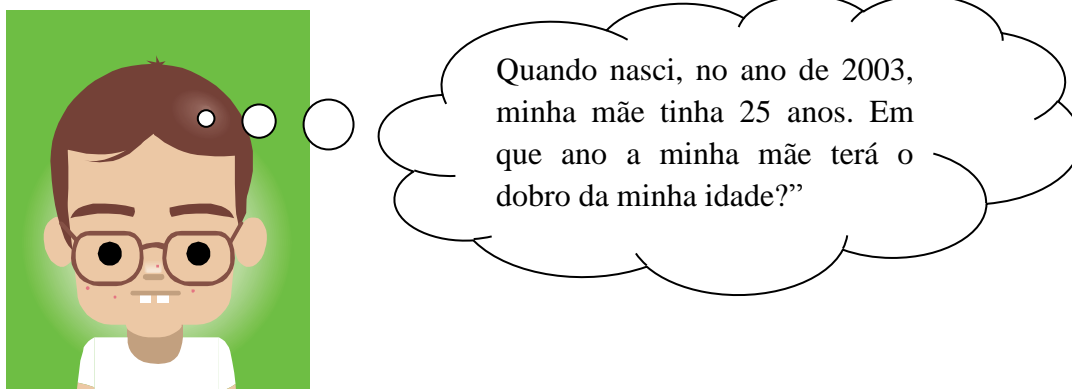 Quando nasci, no ano de 2003,
minha mãe tinha 25 anos. Em
que ano a minha mãe terá o
dobro da minha idade?”